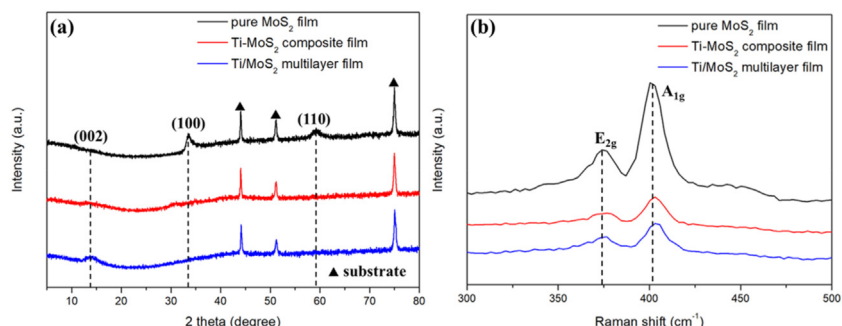 (a)
pure MoS₂ film
Ti-MoS₂ composite film
Ti/MoS₂ multilayer film
(002)
(100)
(110)
▲ substrate
Intensity (a.u.)
10 20 30 40 50 60 70 80
2 theta (degree)
(b)
pure MoS₂ film
Ti-MoS₂ composite film
Ti/MoS₂ multilayer film
E₂g
A₁g
Intensity (a.u.)
300 350 400 450 500
Raman shift (cm⁻¹)